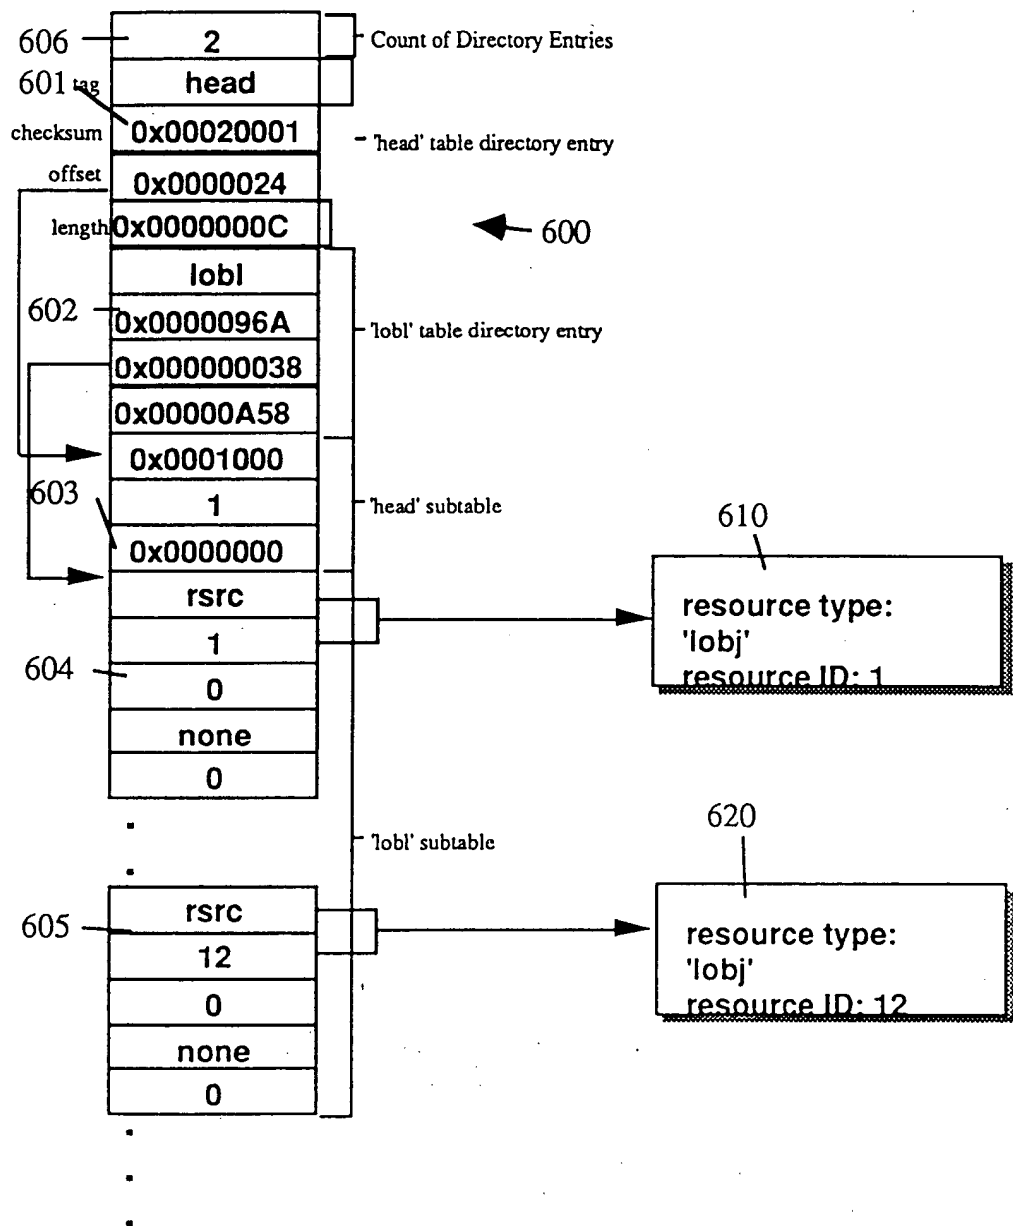 606
2
Count of Directory Entries
601
tag
head
checksum
0x00020001
'head' table directory entry
offset
0x0000024
length
0x0000000C
600
lobl
602
0x0000096A
'lobl' table directory entry
0x000000038
0x00000A58
0x0001000
603
1
'head' subtable
610
0x0000000
rsrc
resource type:
'lobj'
resource ID: 1
1
604
0
none
0
620
'lobl' subtable
rsrc
605
resource type:
'lobj'
resource ID: 12
12
0
none
0